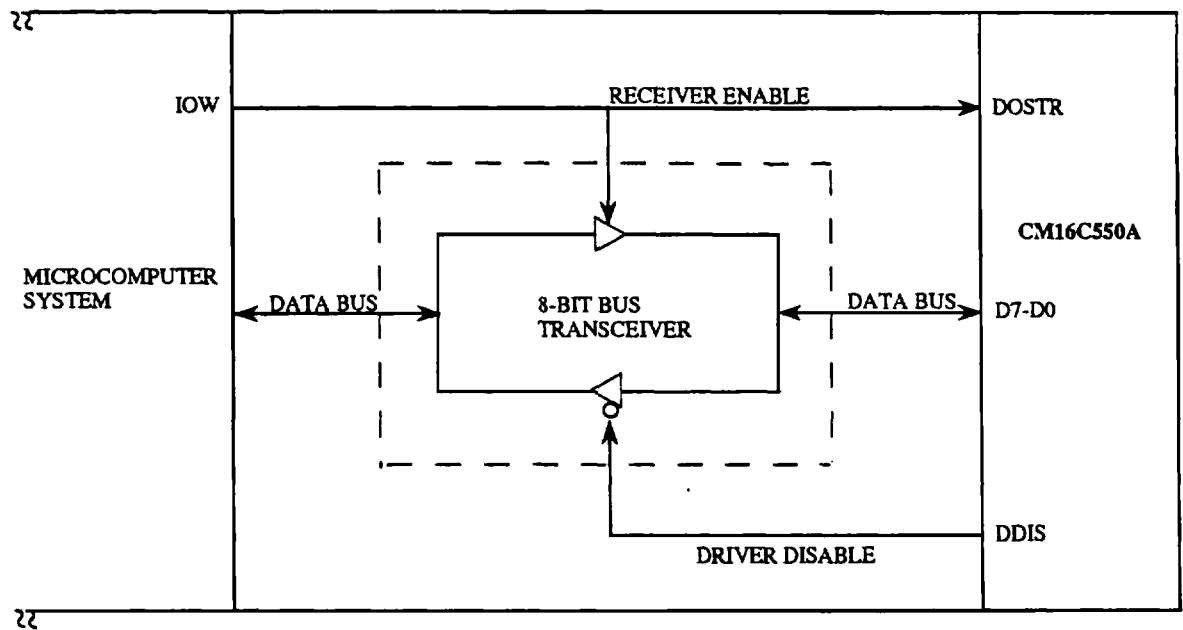 IOW
RECEIVER ENABLE
DOSTR
CM16C550A
MICROCOMPUTER
SYSTEM
DATA BUS
8-BIT BUS
TRANSCEIVER
DATA BUS
D7-D0
DDIS
DRIVER DISABLE